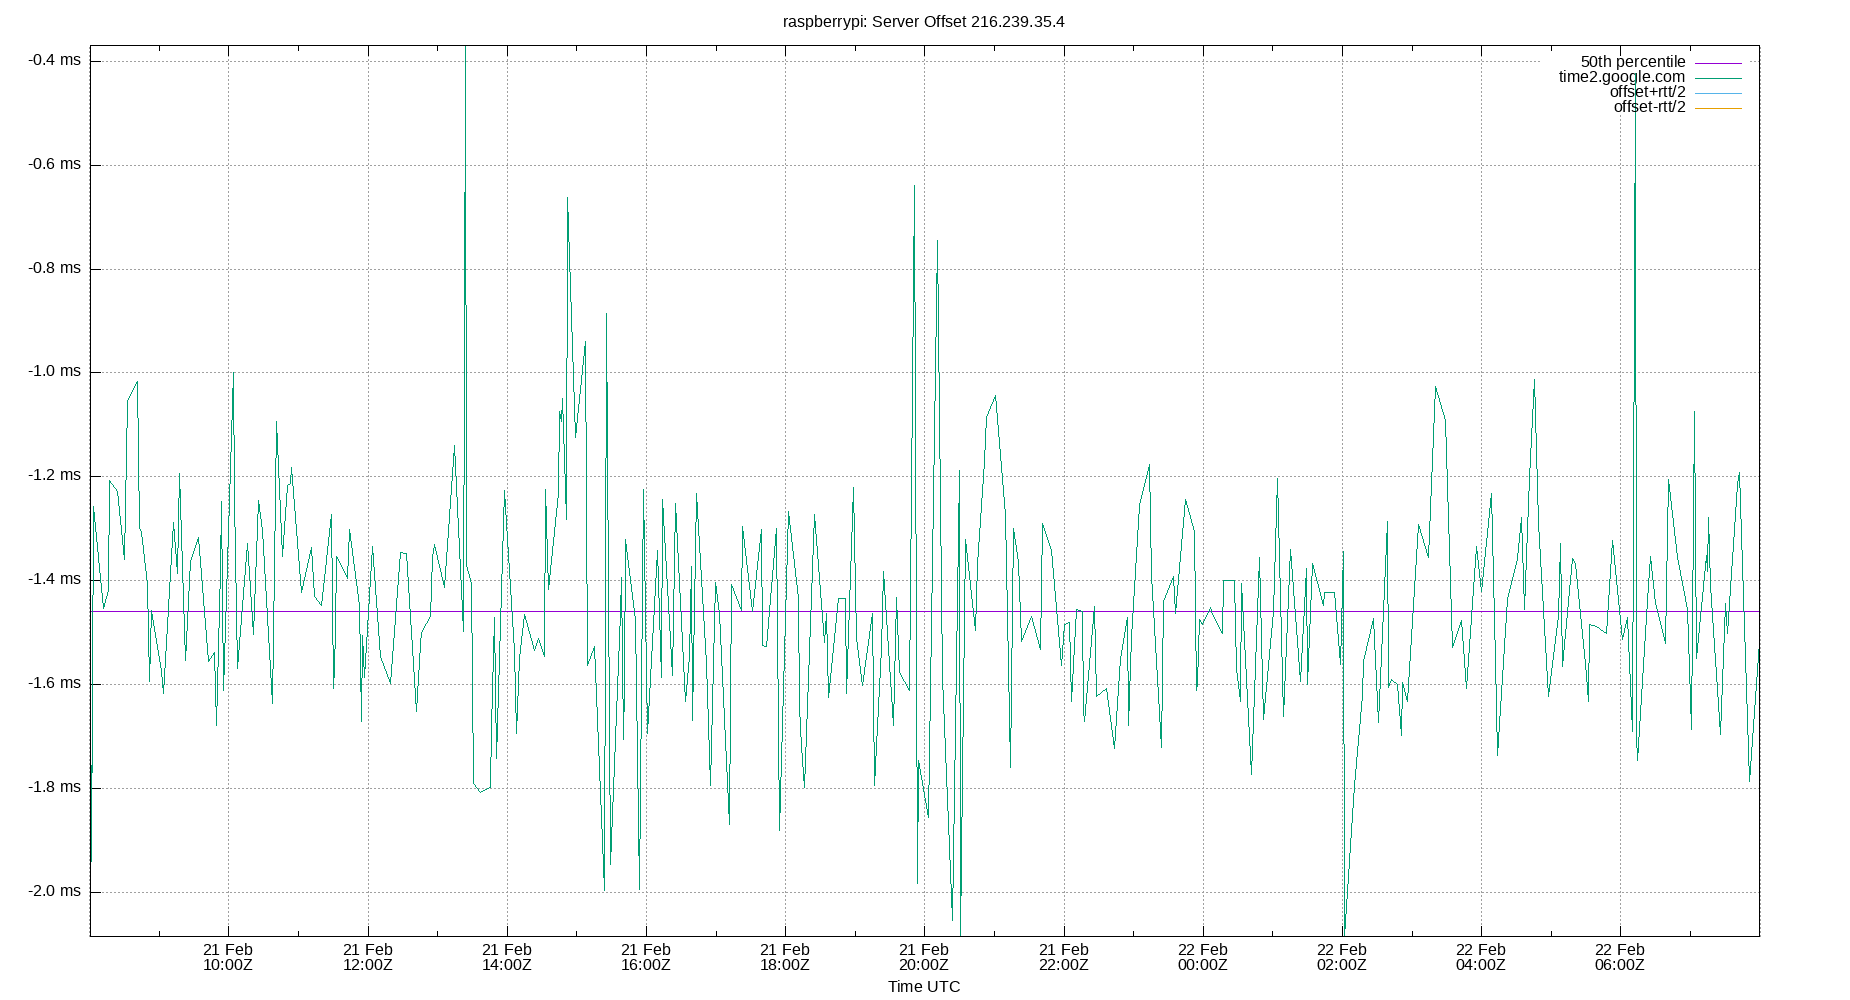 raspberrypi: Server Offset 216.239.35.4
-0.4 ms
-0.6 ms
-0.8 ms
-1.0 ms
-1.2 ms
-1.4 ms
-1.6 ms
-1.8 ms
-2.0 ms
50th percentile
time2.google.com
offset+rtt/2
offset-rtt/2
21 Feb
10:00Z
21 Feb
12:00Z
21 Feb
14:00Z
21 Feb
16:00Z
21 Feb
18:00Z
21 Feb
20:00Z
21 Feb
22:00Z
22 Feb
00:00Z
22 Feb
02:00Z
22 Feb
04:00Z
22 Feb
06:00Z
Time UTC